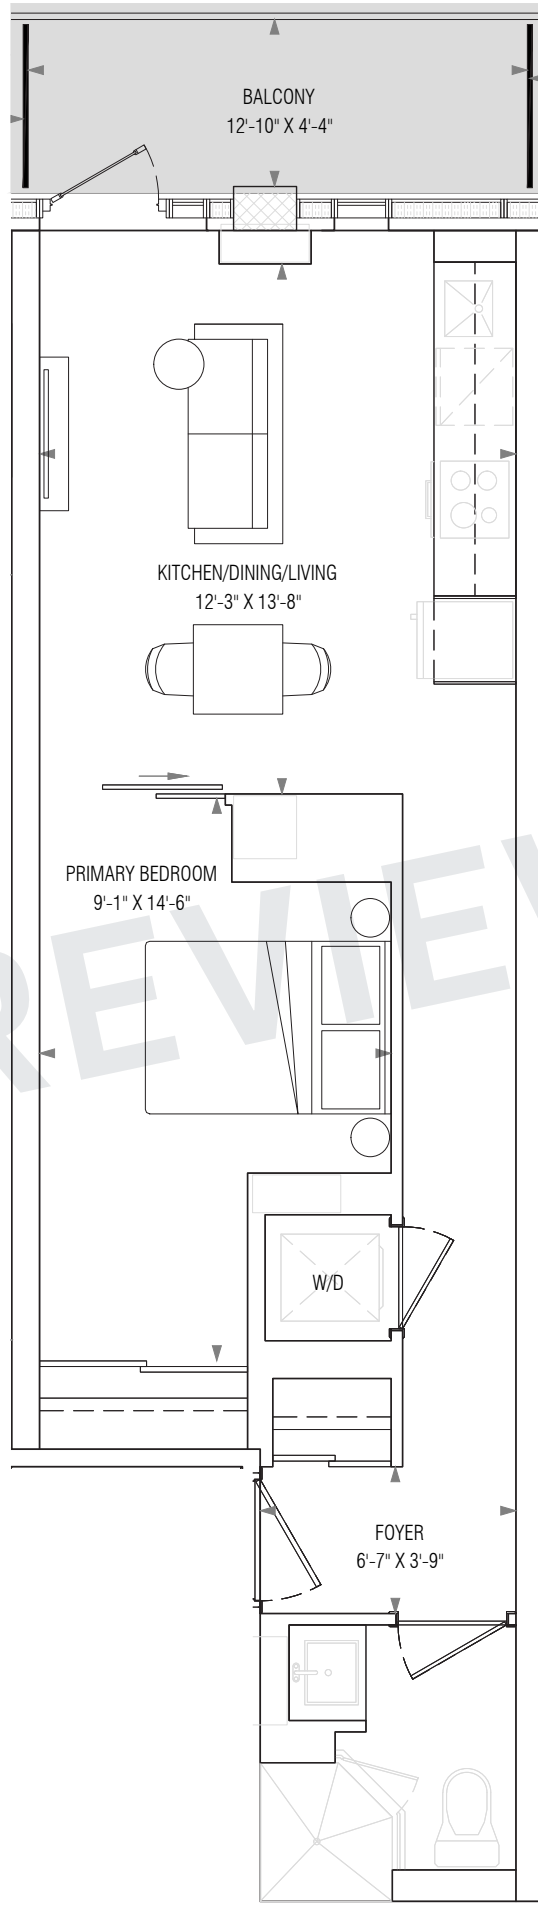 BALCONY
12'-10" X 4'-4"
KITCHEN/DINING/LIVING
12'-3" X 13'-8"
PRIMARY BEDROOM
9'-1" X 14'-6"
REVIEW
W/D
FOYER
6'-7" X 3'-9"